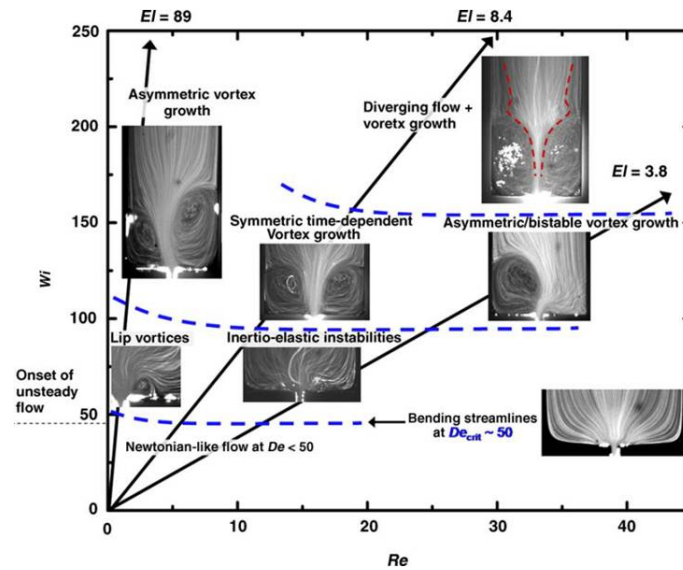 El = 89
El = 8.4
250
Asymmetric vortex
growth
Diverging flow +
voretx growth
200
El = 3.8
Symmetric time-dependent
Vortex growth
Asymmetric/bistable vortex growth
150
Wi
100
Lip vortices
Inertio-elastic instabilities
Onset of
unsteady
flow
50
Bending streamlines
at Decrit ~ 50
Newtonian-like flow at De < 50
0
0
10
20
30
40
Re